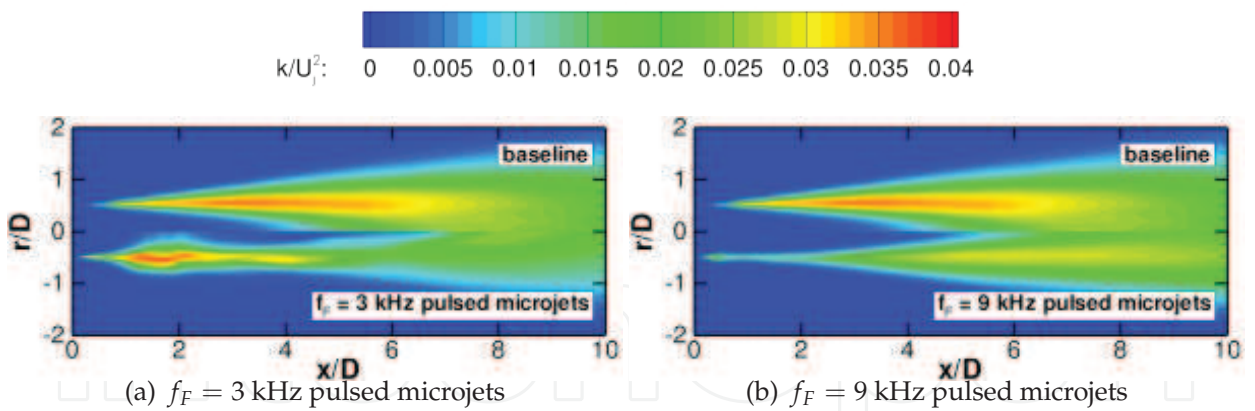 k/U_j^2: 0 0.005 0.01 0.015 0.02 0.025 0.03 0.035 0.04
2 1 0 -1 -2
r/D
baseline
f_F = 3 kHz pulsed microjets
0 2 4 6 8 10
x/D
2 1 0 -1 -2
r/D
baseline
f_F = 9 kHz pulsed microjets
0 2 4 6 8 10
x/D
(a) f_F = 3 kHz pulsed microjets
(b) f_F = 9 kHz pulsed microjets